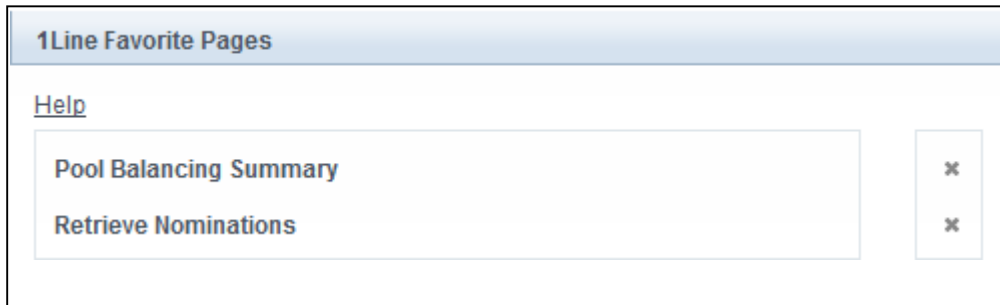 1Line Favorite Pages
Help
Pool Balancing Summary
Retrieve Nominations